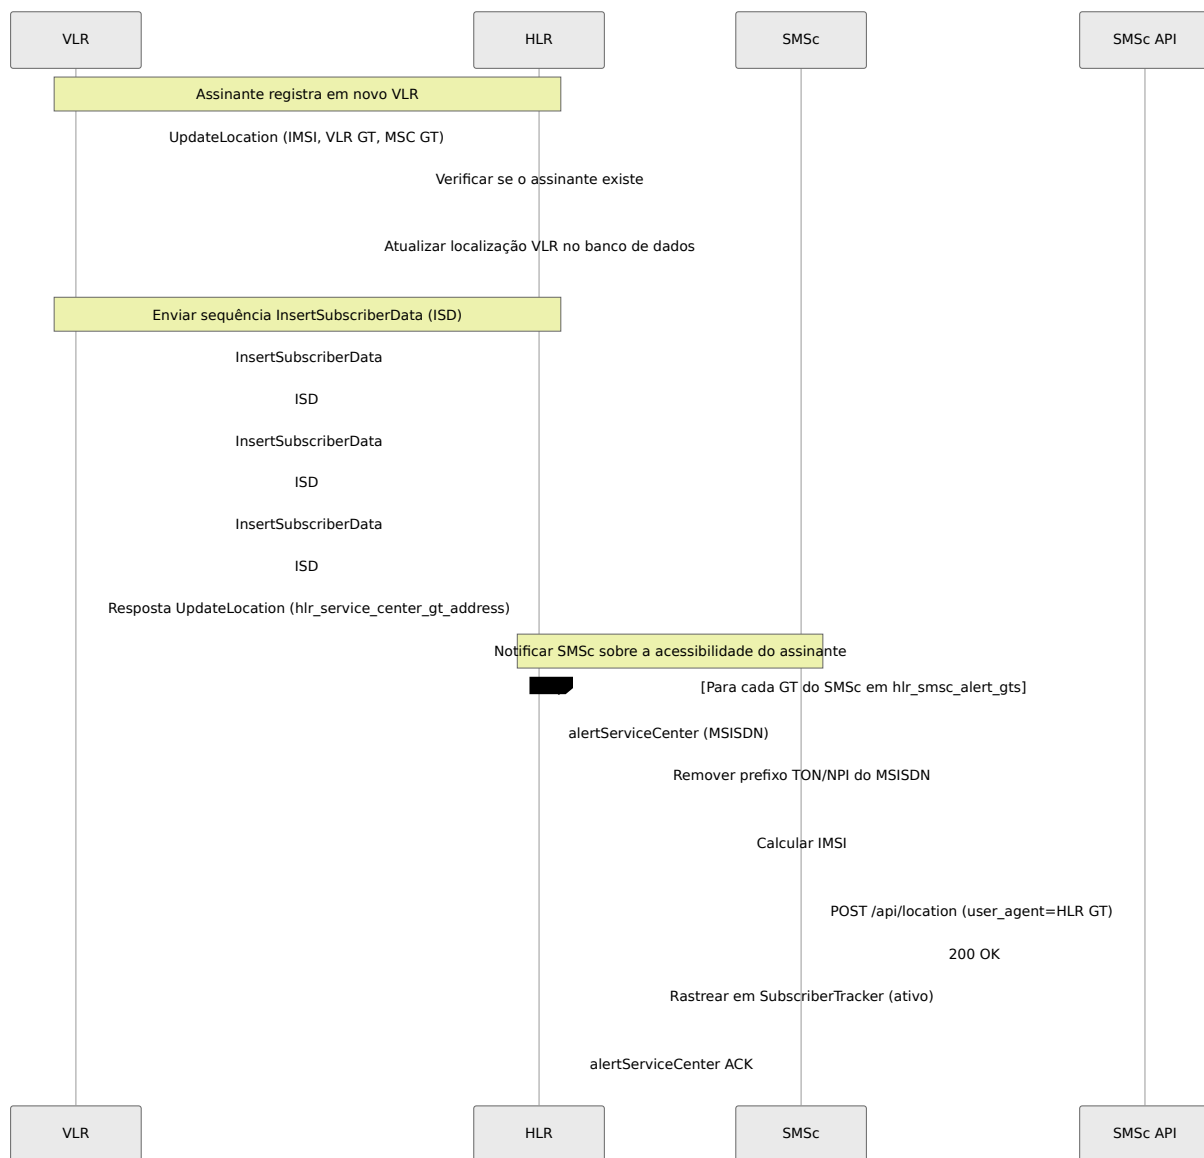 VLR
HLR
SMSc
SMSc API
Assinante registra em novo VLR
UpdateLocation (IMSI, VLR GT, MSC GT)
Verificar se o assinante existe
Atualizar localização VLR no banco de dados
Enviar sequência InsertSubscriberData (ISD)
InsertSubscriberData
ISD
InsertSubscriberData
ISD
InsertSubscriberData
ISD
Resposta UpdateLocation (hlr_service_center_gt_address)
Notificar SMSc sobre a acessibilidade do assinante
[Para cada GT do SMSc em hlr_smsc_alert_gts]
alertServiceCenter (MSISDN)
Remover prefixo TON/NPI do MSISDN
Calcular IMSI
POST /api/location (user_agent=HLR GT)
200 OK
Rastrear em SubscriberTracker (ativo)
alertServiceCenter ACK
VLR
HLR
SMSc
SMSc API